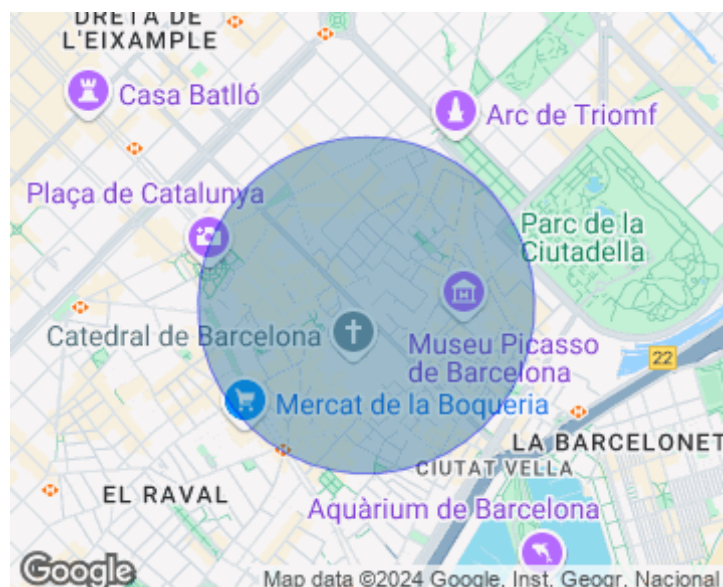 DRETA DE
L'EIXAMPLE
Casa Batlló
Arc de Triomf
Plaça de Catalunya
Parc de la
Ciutadella
Catedral de Barcelona
Museu Picasso
de Barcelona
22
Mercat de la Boqueria
LA BARCELONET
CIUTAT VELLA
EL RAVAL
Aquàrium de Barcelona
Google
Map data ©2024 Google, Inst. Geogr. Nacional